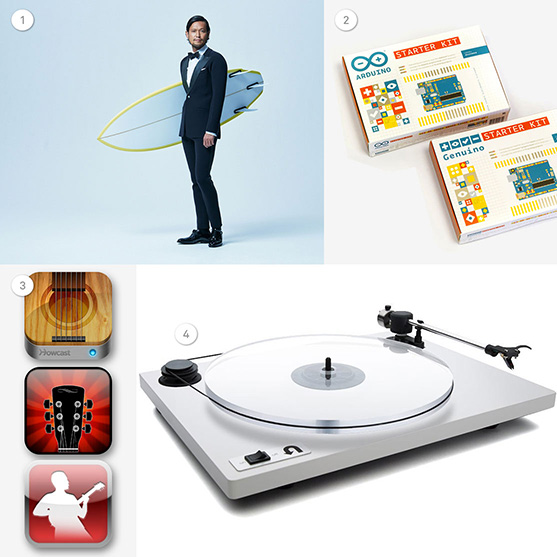 1
2
STARTER KIT
ARDUINO
STARTER KIT
Genuino
3
Howcast
4